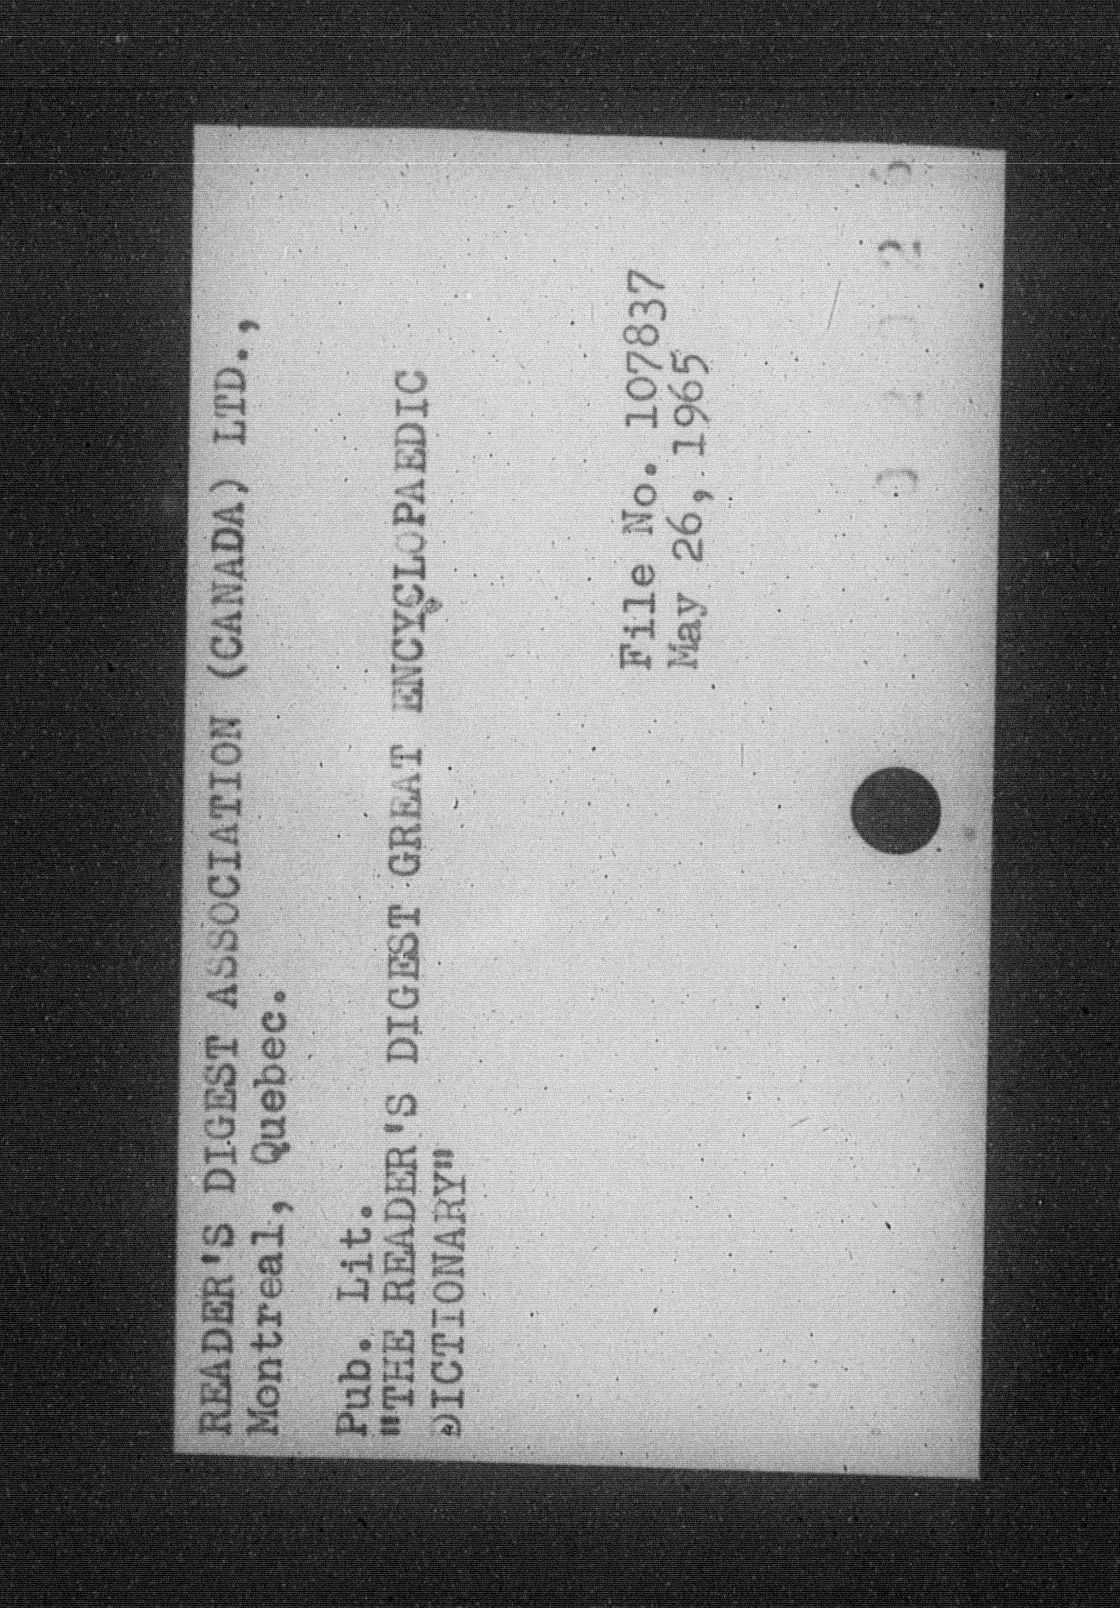 READER'S DIGEST ASSOCIATION (CANADA) LTD.,
Montreal, Quebec.
Pub. Lit.
"THE READER'S DIGEST GREAT ENCYCLOPAEDIC
DICTIONARY"
File No. 107837
May 26, 1965